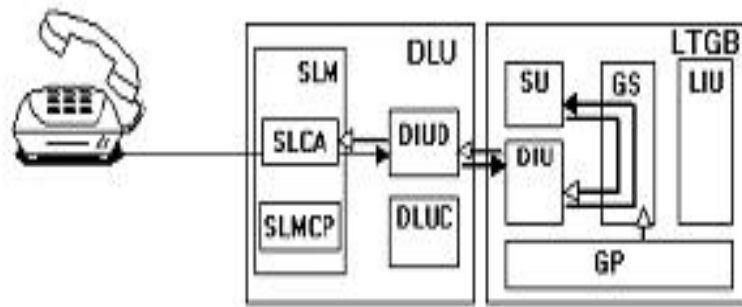 DLU
LTGB
SLM
SU
GS
LIU
SLCA
DIUD
DIU
SLMCP
DLUC
GP